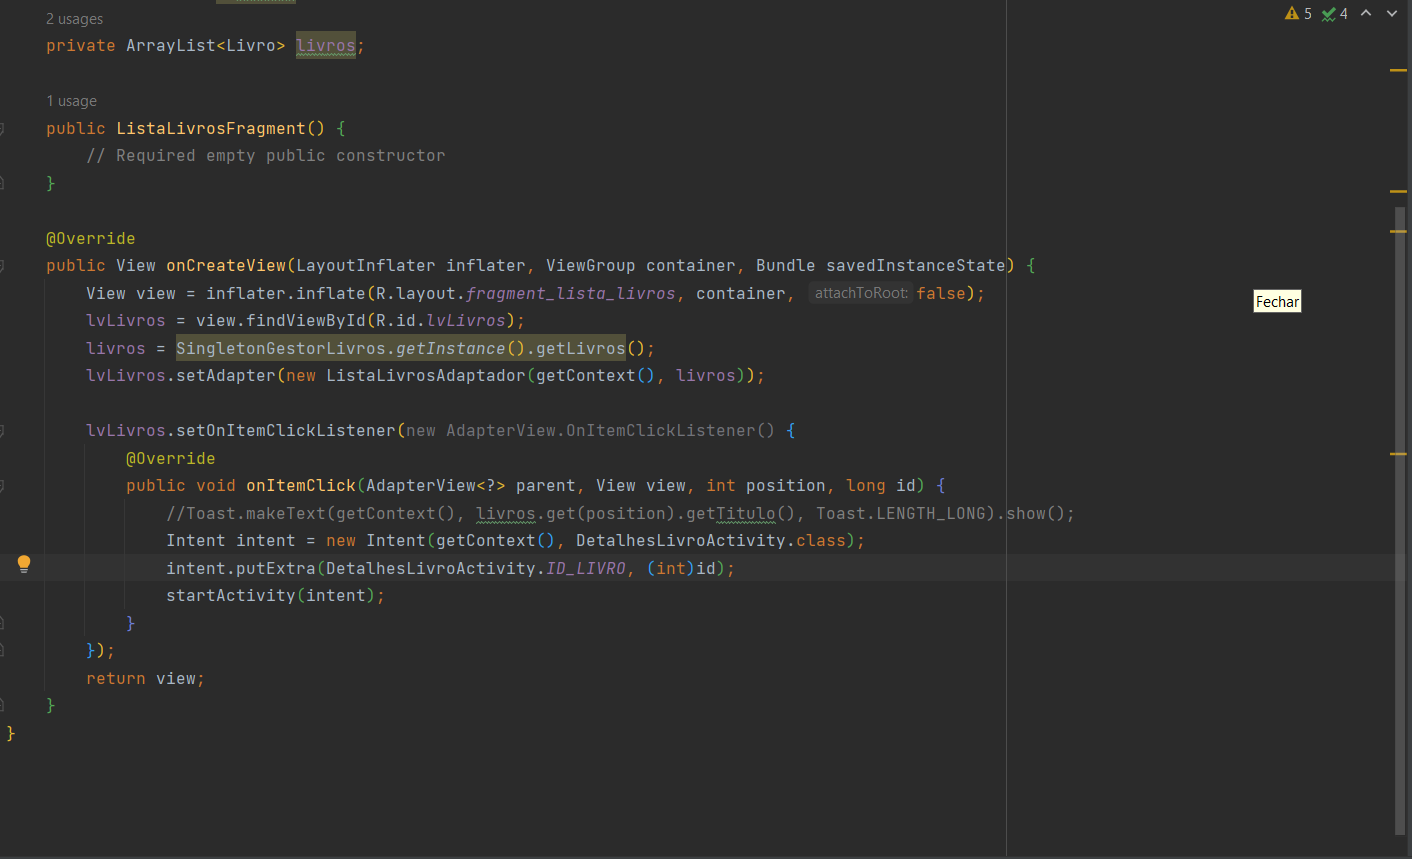 2 usages
private ArrayList<Livro> livros;
1 usage
public ListaLivrosFragment() {
// Required empty public constructor
}
@Override
public View onCreateView(LayoutInflater inflater, ViewGroup container, Bundle savedInstanceState) {
View view = inflater.inflate(R.layout.fragment_lista_livros, container, attachToRoot: false);
lvLivros = view.findViewById(R.id.lvLivros);
livros = SingletonGestorLivros.getInstance().getLivros();
lvLivros.setAdapter(new ListaLivrosAdaptador(getContext(), livros));
lvLivros.setOnItemClickListener(new AdapterView.OnItemClickListener() {
@Override
public void onItemClick(AdapterView<?> parent, View view, int position, long id) {
//Toast.makeText(getContext(), livros.get(position).getTitulo(), Toast.LENGTH_LONG).show();
Intent intent = new Intent(getContext(), DetalhesLivroActivity.class);
intent.putExtra(DetalhesLivroActivity.ID_LIVRO, (int)id);
startActivity(intent);
}
});
return view;
}
}
5 4
Fechar